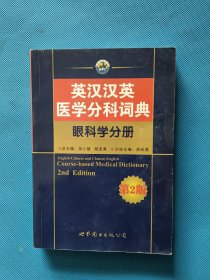 英汉汉英
医学分科词典
眼科学分册
English-Chinese and Chinese-English
Course-based Medical Dictionary
2nd Edition
第2版
世界图书出版公司